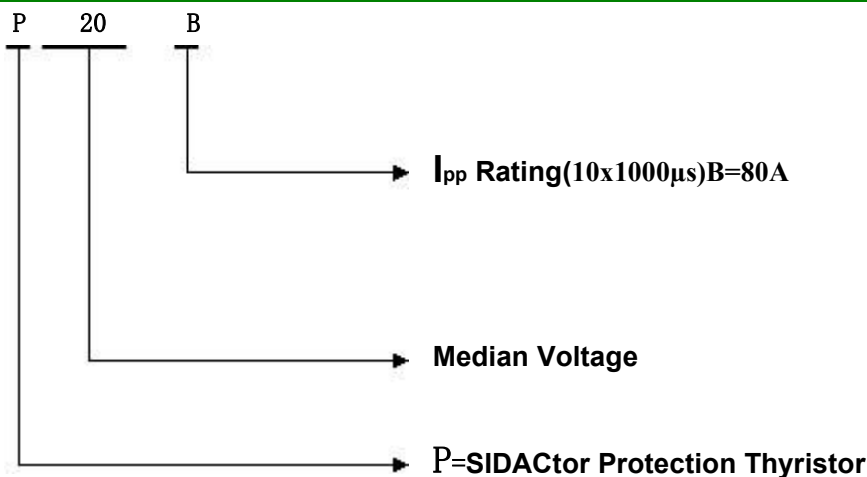 P 20 B
Ipp Rating(10x1000μs)B=80A
Median Voltage
P=SIDACtor Protection Thyristor